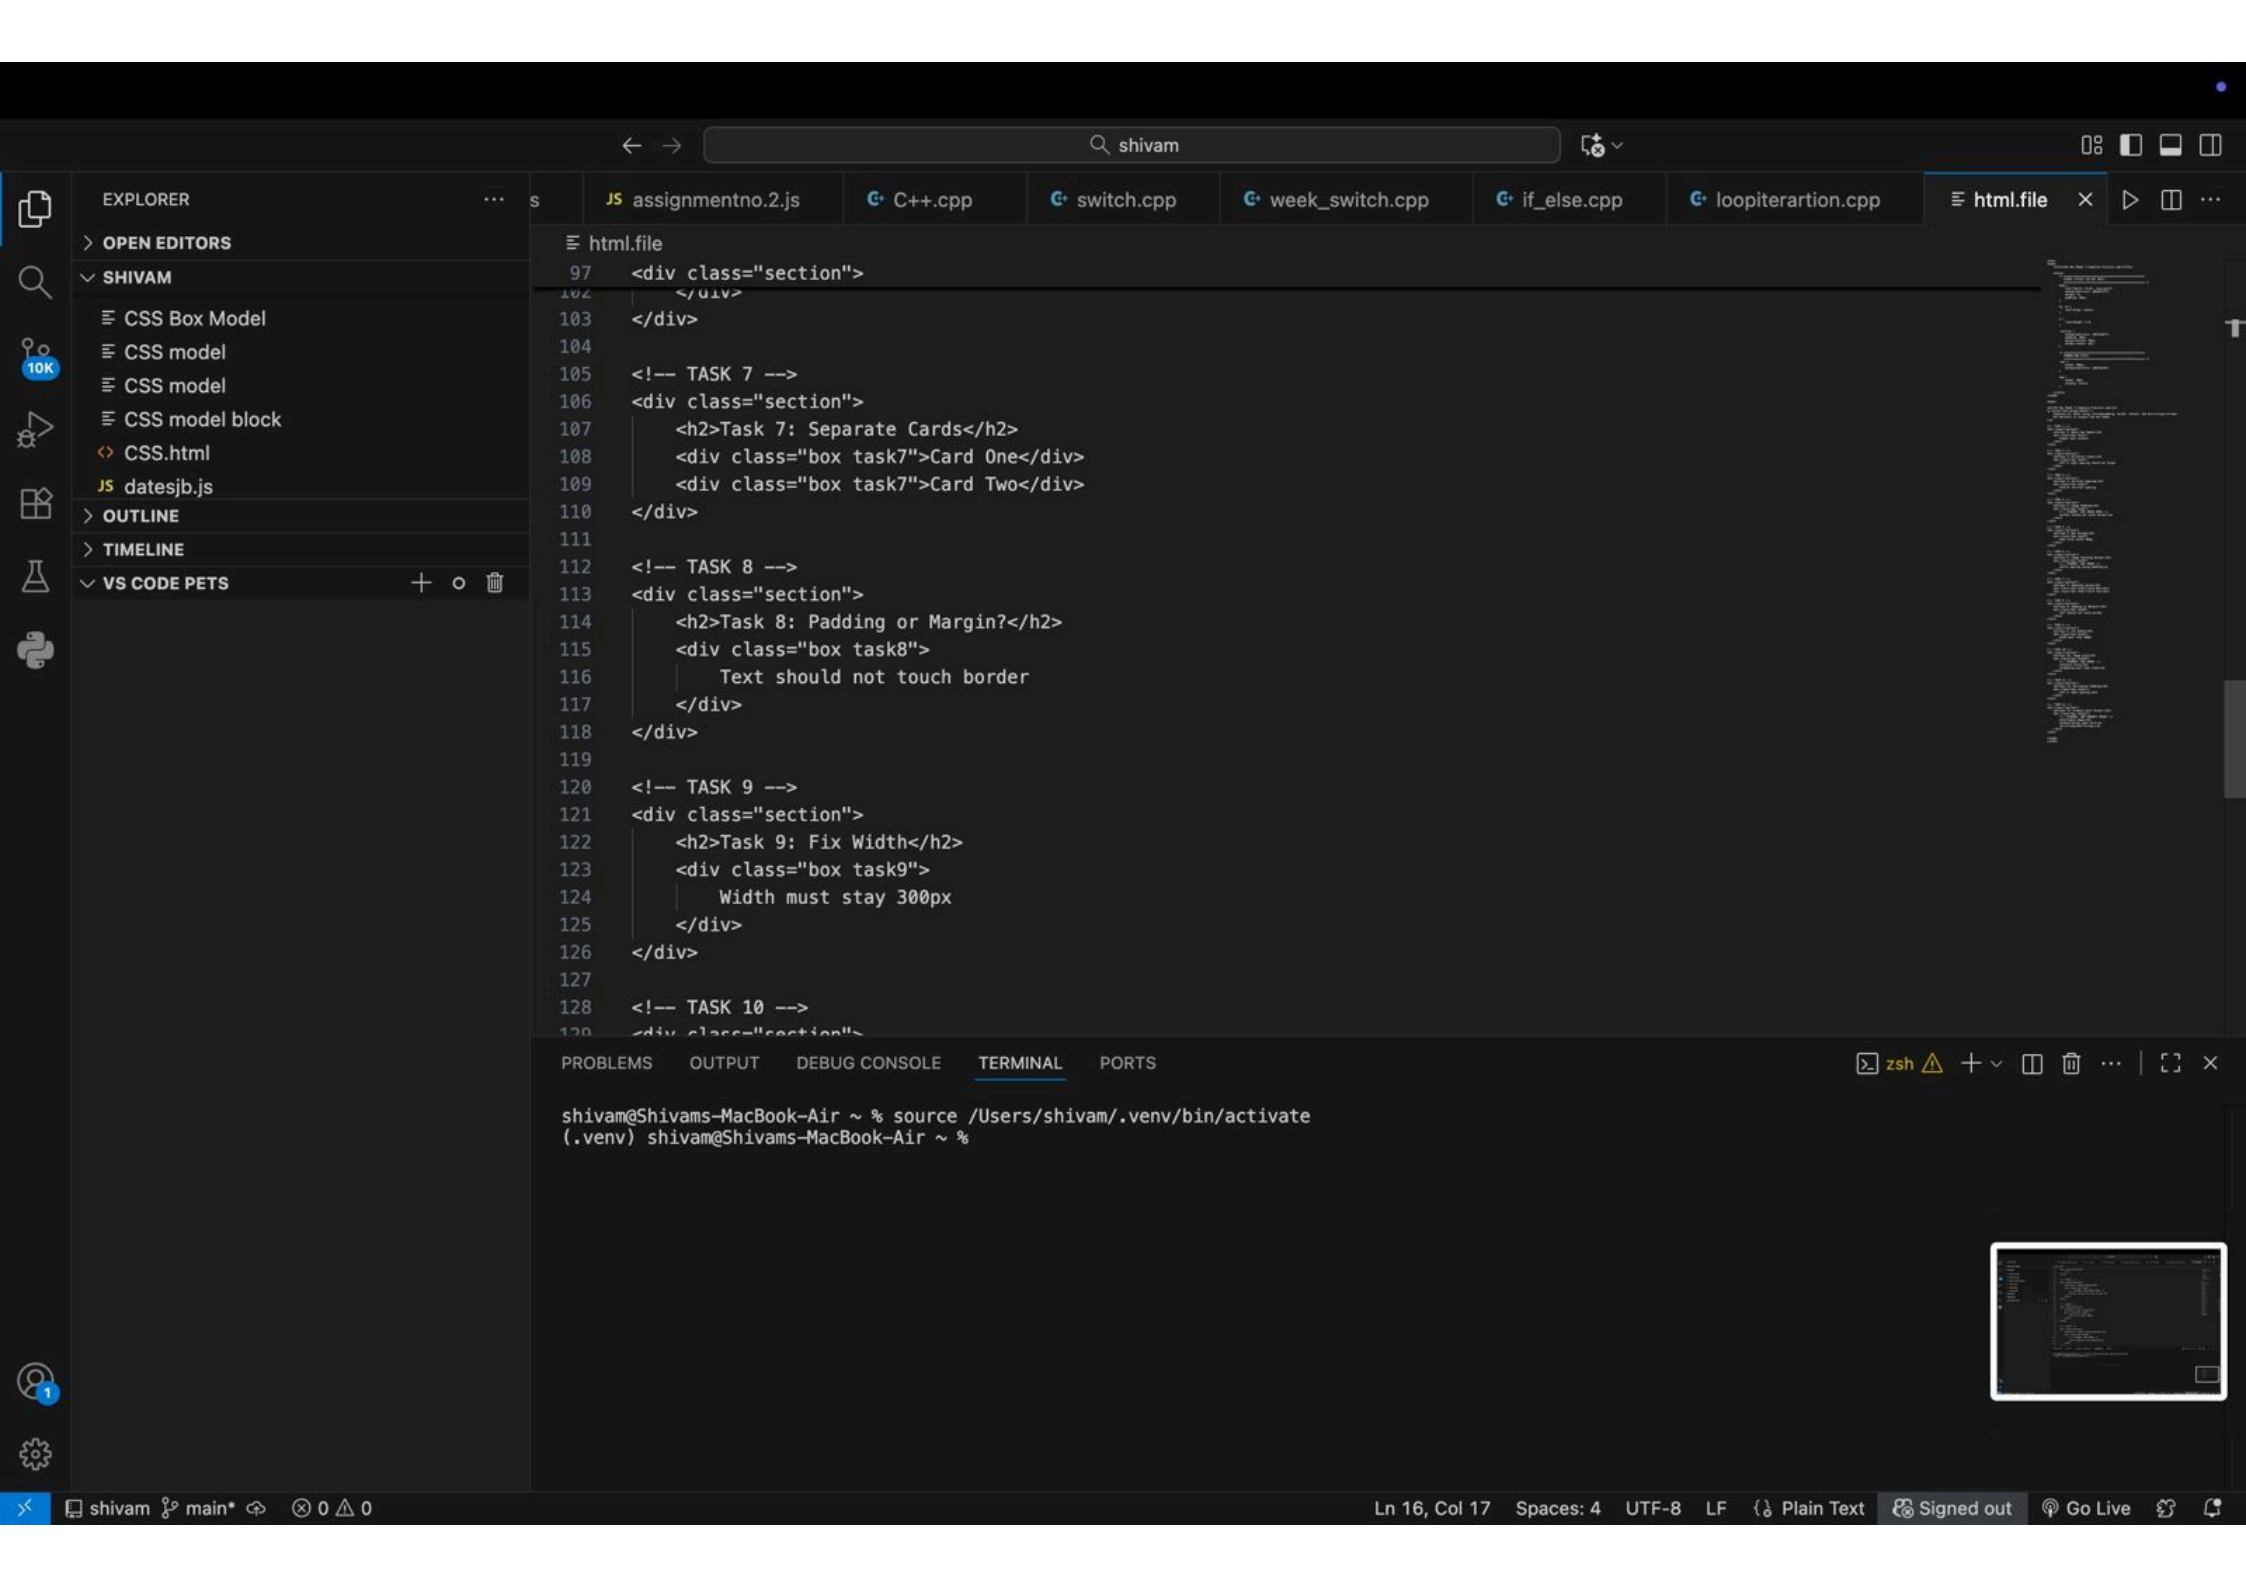 shivam
EXPLORER
s
JS assignmentno.2.js
C++.cpp
switch.cpp
week_switch.cpp
if_else.cpp
loopiterartion.cpp
html.file
OPEN EDITORS
SHIVAM
CSS Box Model
CSS model
CSS model
CSS model block
CSS.html
JS datesjb.js
OUTLINE
TIMELINE
VS CODE PETS
10K
1
html.file
97 <div class="section">
102 </div>
103 </div>
104
105 <!-- TASK 7 -->
106 <div class="section">
107 <h2>Task 7: Separate Cards</h2>
108 <div class="box task7">Card One</div>
109 <div class="box task7">Card Two</div>
110 </div>
111
112 <!-- TASK 8 -->
113 <div class="section">
114 <h2>Task 8: Padding or Margin?</h2>
115 <div class="box task8">
116 Text should not touch border
117 </div>
118 </div>
119
120 <!-- TASK 9 -->
121 <div class="section">
122 <h2>Task 9: Fix Width</h2>
123 <div class="box task9">
124 Width must stay 300px
125 </div>
126 </div>
127
128 <!-- TASK 10 -->
129 <div class="section">
PROBLEMS OUTPUT DEBUG CONSOLE TERMINAL PORTS
zsh
shivam@Shivams-MacBook-Air ~ % source /Users/shivam/.venv/bin/activate
(.venv) shivam@Shivams-MacBook-Air ~ %
shivam main* 0 0
Ln 16, Col 17 Spaces: 4 UTF-8 LF Plain Text Signed out Go Live